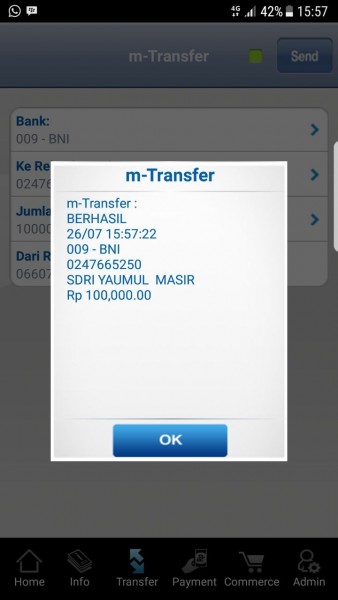 4G 42% 15:57
m-Transfer
Send
Bank:
009 - BNI
Ke Re
0247
Jumla
10000
Dari R
06607
m-Transfer
m-Transfer :
BERHASIL
26/07 15:57:22
009 - BNI
0247665250
SDRI YAUMUL MASIR
Rp 100,000.00
OK
Home Info Transfer Payment Commerce Admin